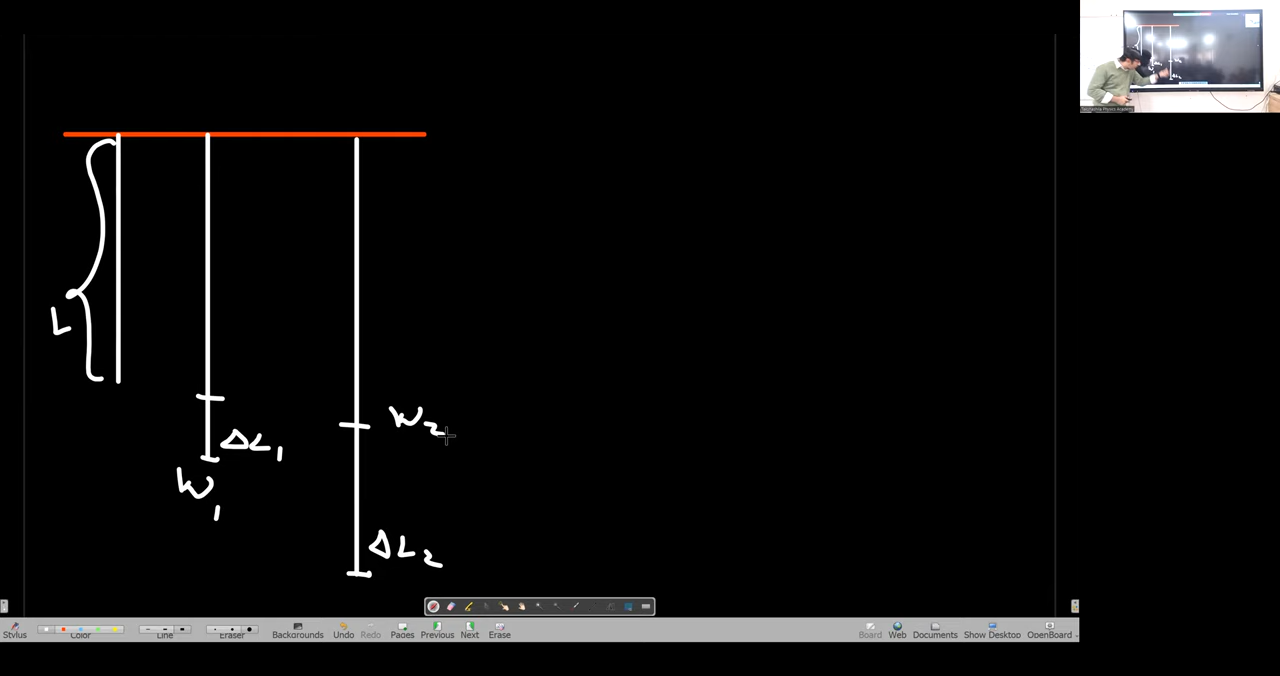 L
ΔL₁
W₁
W₂
ΔL₂
Stylus Color Line Eraser Backgrounds Undo Redo Pages Previous Next Erase Board Web Documents Show Desktop OpenBoard